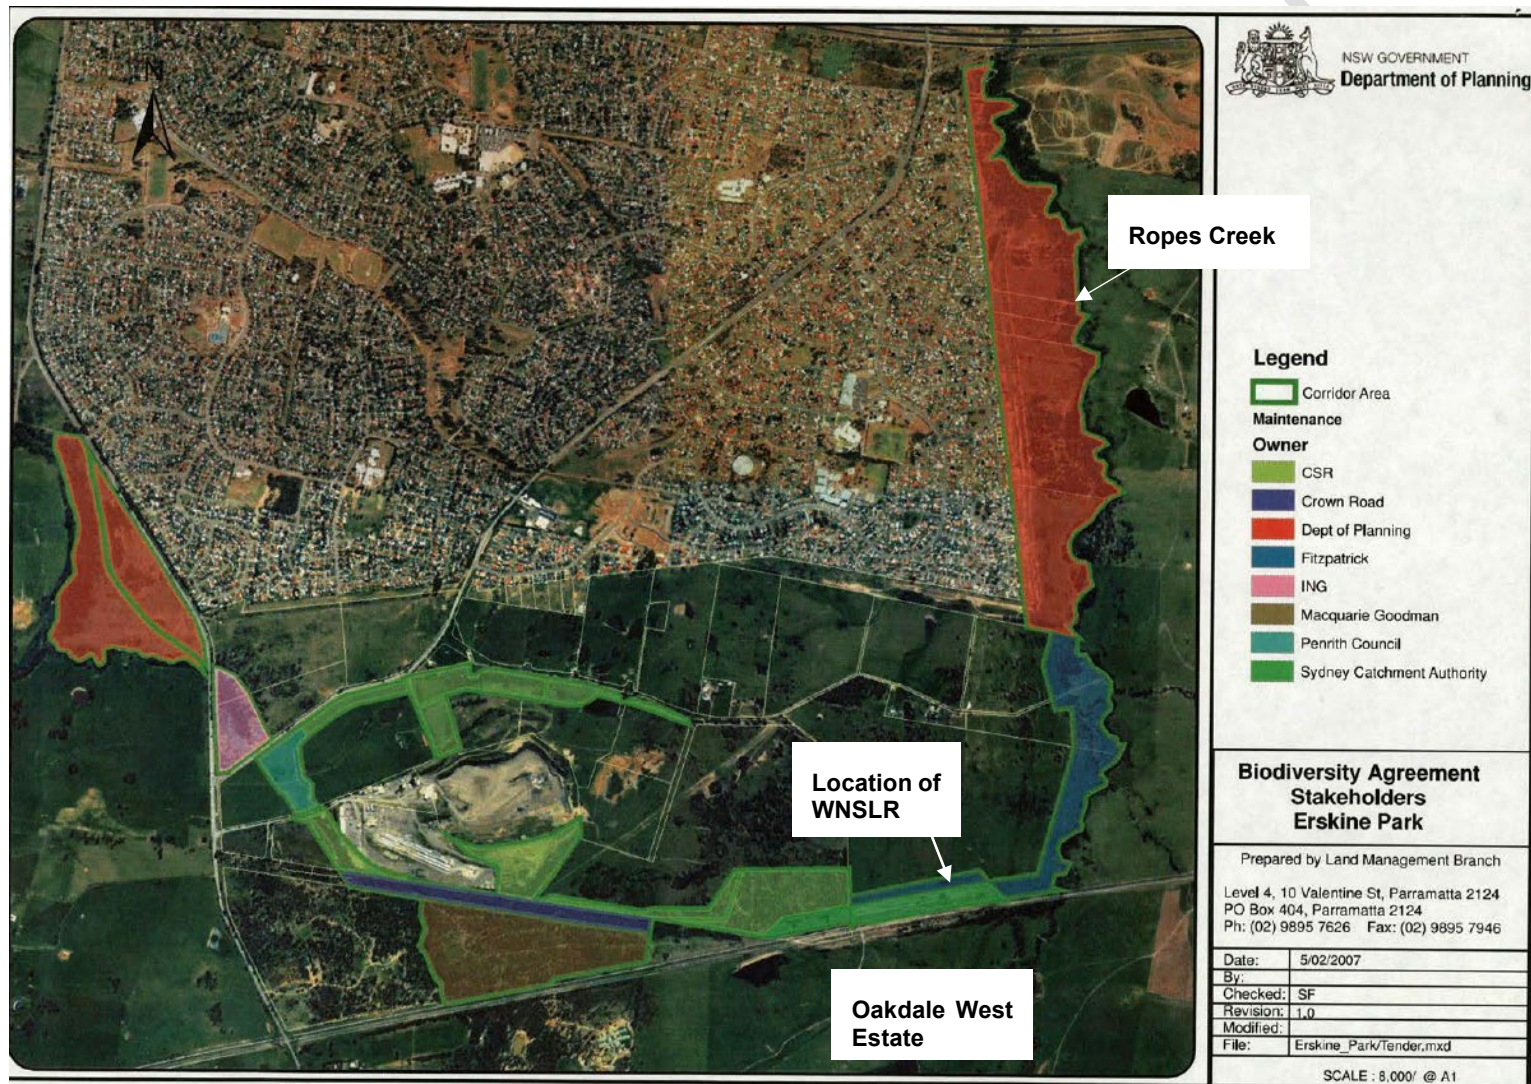 N
Ropes Creek
Location of
WNSLR
Oakdale West
Estate
NSW GOVERNMENT
Department of Planning
Legend
Corridor Area
Maintenance
Owner
CSR
Crown Road
Dept of Planning
Fitzpatrick
ING
Macquarie Goodman
Penrith Council
Sydney Catchment Authority
Biodiversity Agreement
Stakeholders
Erskine Park
Prepared by Land Management Branch
Level 4, 10 Valentine St, Parramatta 2124
PO Box 404, Parramatta 2124
Ph: (02) 9895 7626 Fax: (02) 9895 7946
Date: 5/02/2007
By:
Checked: SF
Revision: 1.0
Modified:
File: Erskine_Park/Tender.mxd
SCALE : 8,000/ @ A1